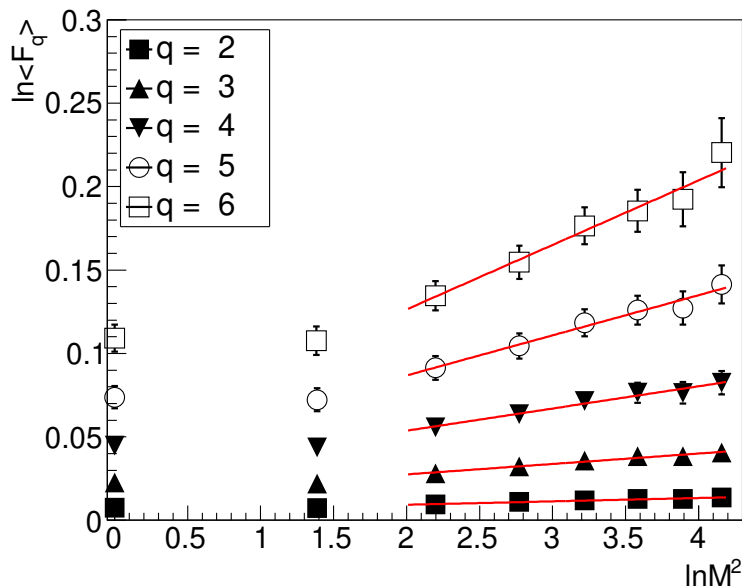 0.3
0.25
0.2
0.15
0.1
0.05
0
ln<F_q>
q = 2
q = 3
q = 4
q = 5
q = 6
0 0.5 1 1.5 2 2.5 3 3.5 4
lnM²